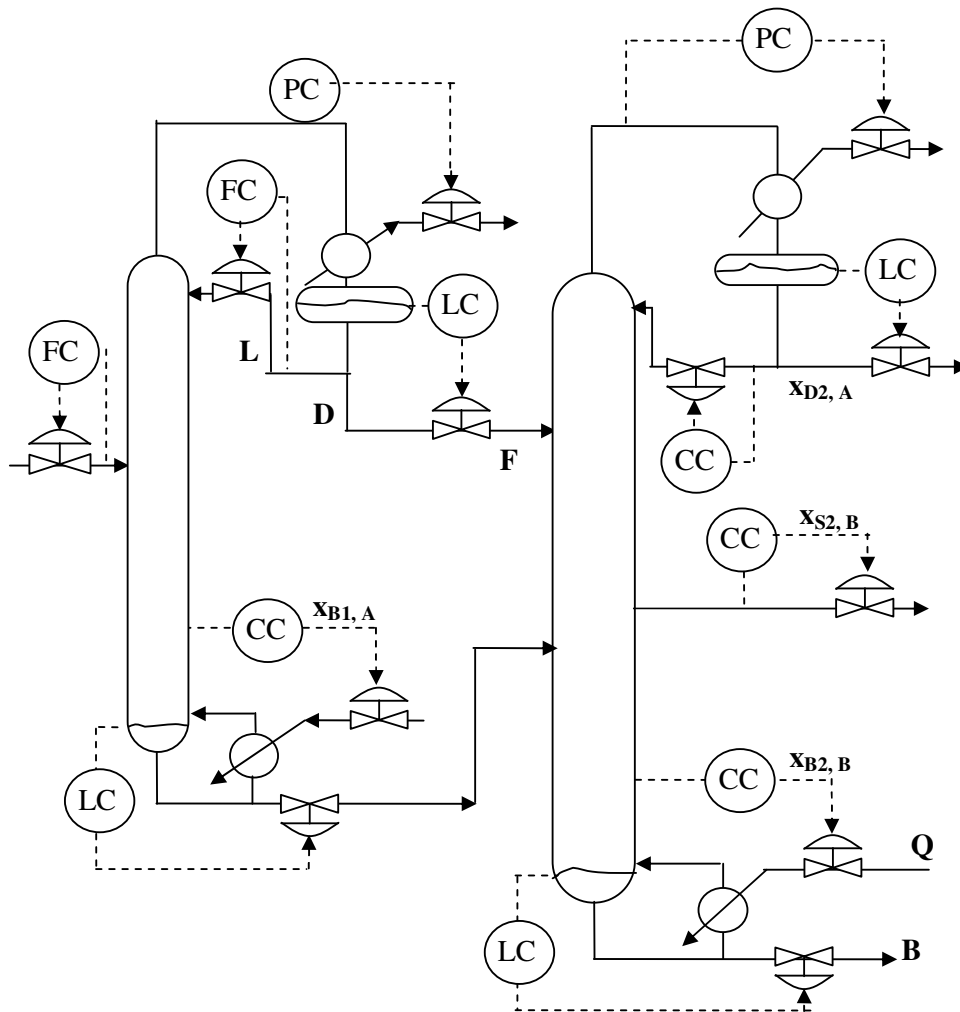 PC
PC
FC
LC
LC
FC
L
x_D2, A
D
F
CC
x_S2, B
CC
x_B1, A
CC
x_B2, B
CC
LC
Q
LC
B